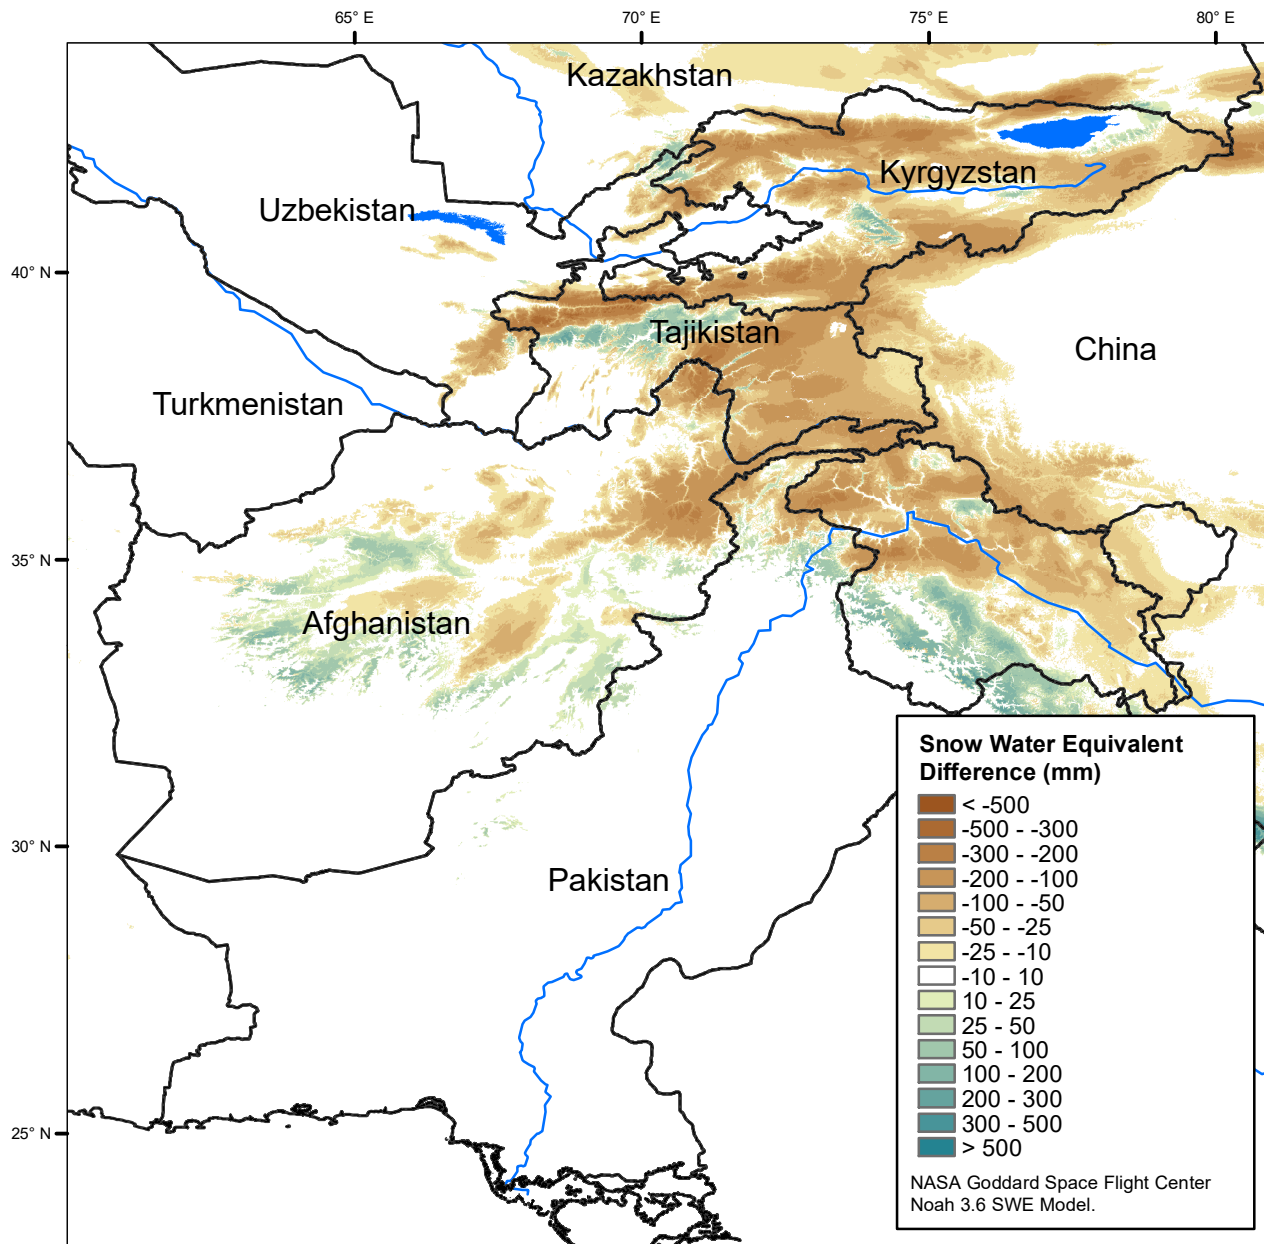 65° E
70° E
75° E
80° E
Kazakhstan
Kyrgyzstan
Uzbekistan
40° N
Tajikistan
China
Turkmenistan
35° N
Afghanistan
Snow Water Equivalent
Difference (mm)
< -500
-500 - -300
-300 - -200
-200 - -100
-100 - -50
-50 - -25
-25 - -10
-10 - 10
10 - 25
25 - 50
50 - 100
100 - 200
200 - 300
300 - 500
> 500
30° N
Pakistan
25° N
NASA Goddard Space Flight Center
Noah 3.6 SWE Model.